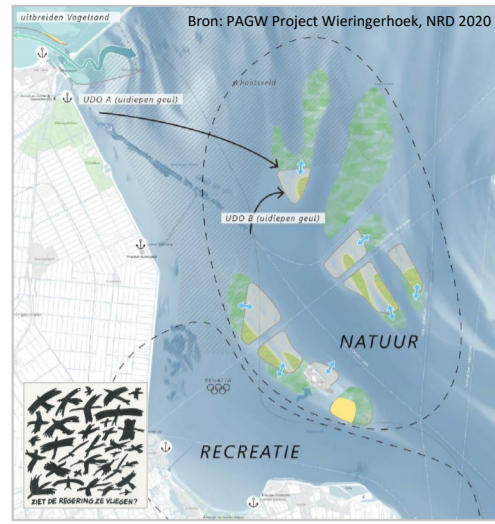 Bron: PAGW Project Wieringerhoek, NRD 2020
uitbreiden Vogelsand
schootsveld
UDO A (uidiepen geul)
UDO B (uidiepen geul)
NATUUR
REGATTA
RECREATIE
ZIET DE REGERING ZE VLIEGEN?